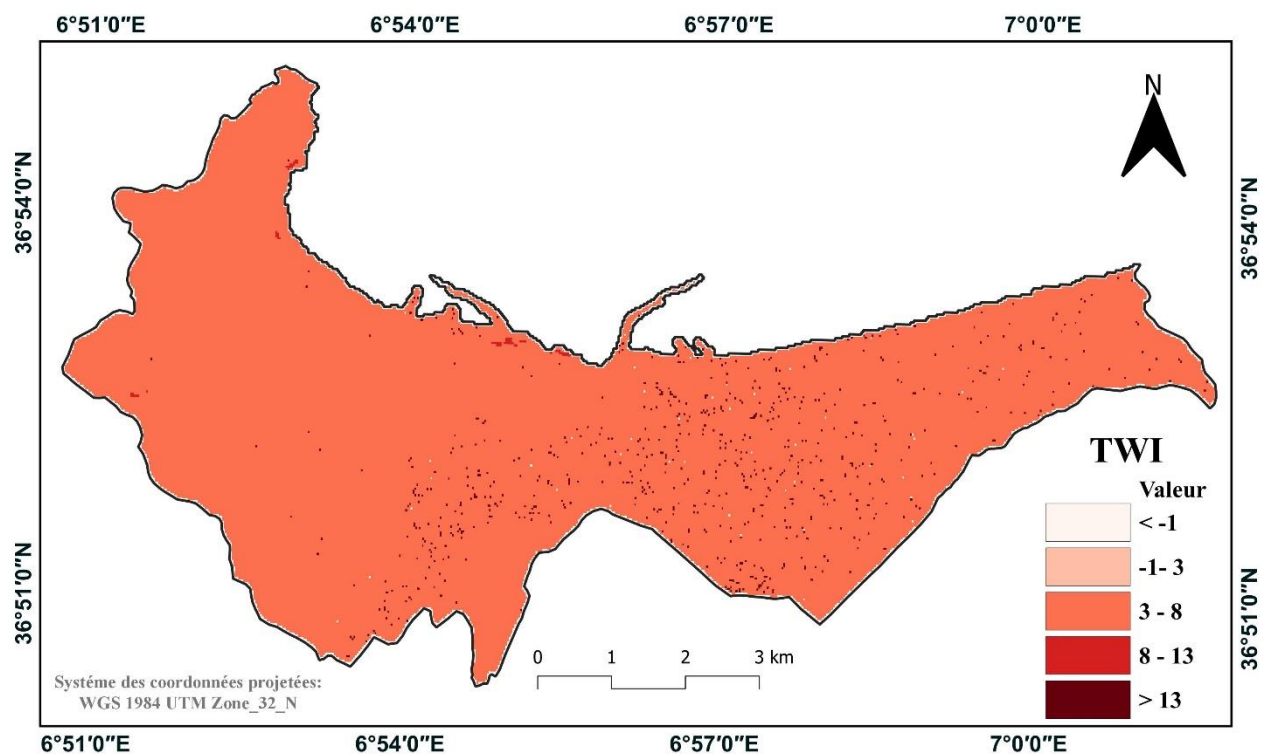 6°51'0"E 6°54'0"E 6°57'0"E 7°0'0"E
N
36°54'0"N
36°54'0"N
TWI
Valeur
< -1
-1- 3
3 - 8
8 - 13
> 13
36°51'0"N
36°51'0"N
0 1 2 3 km
Systéme des coordonnées projetées:
WGS 1984 UTM Zone_32_N
6°51'0"E 6°54'0"E 6°57'0"E 7°0'0"E